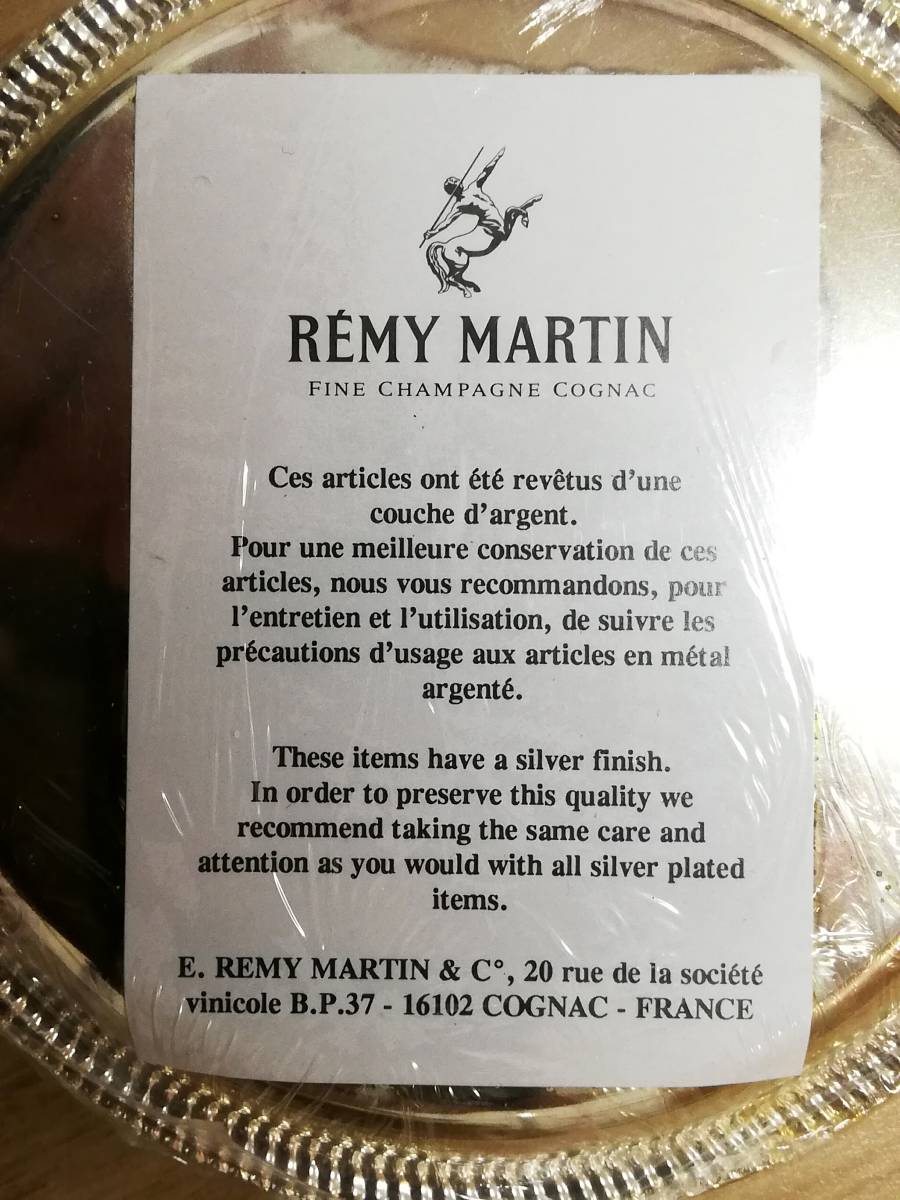 RÉMY MARTIN
FINE CHAMPAGNE COGNAC
Ces articles ont été revêtus d'une
couche d'argent.
Pour une meilleure conservation de ces
articles, nous vous recommandons, pour
l'entretien et l'utilisation, de suivre les
précautions d'usage aux articles en métal
argenté.
These items have a silver finish.
In order to preserve this quality we
recommend taking the same care and
attention as you would with all silver plated
items.
E. REMY MARTIN & C°, 20 rue de la société
vinicole B.P.37 - 16102 COGNAC - FRANCE